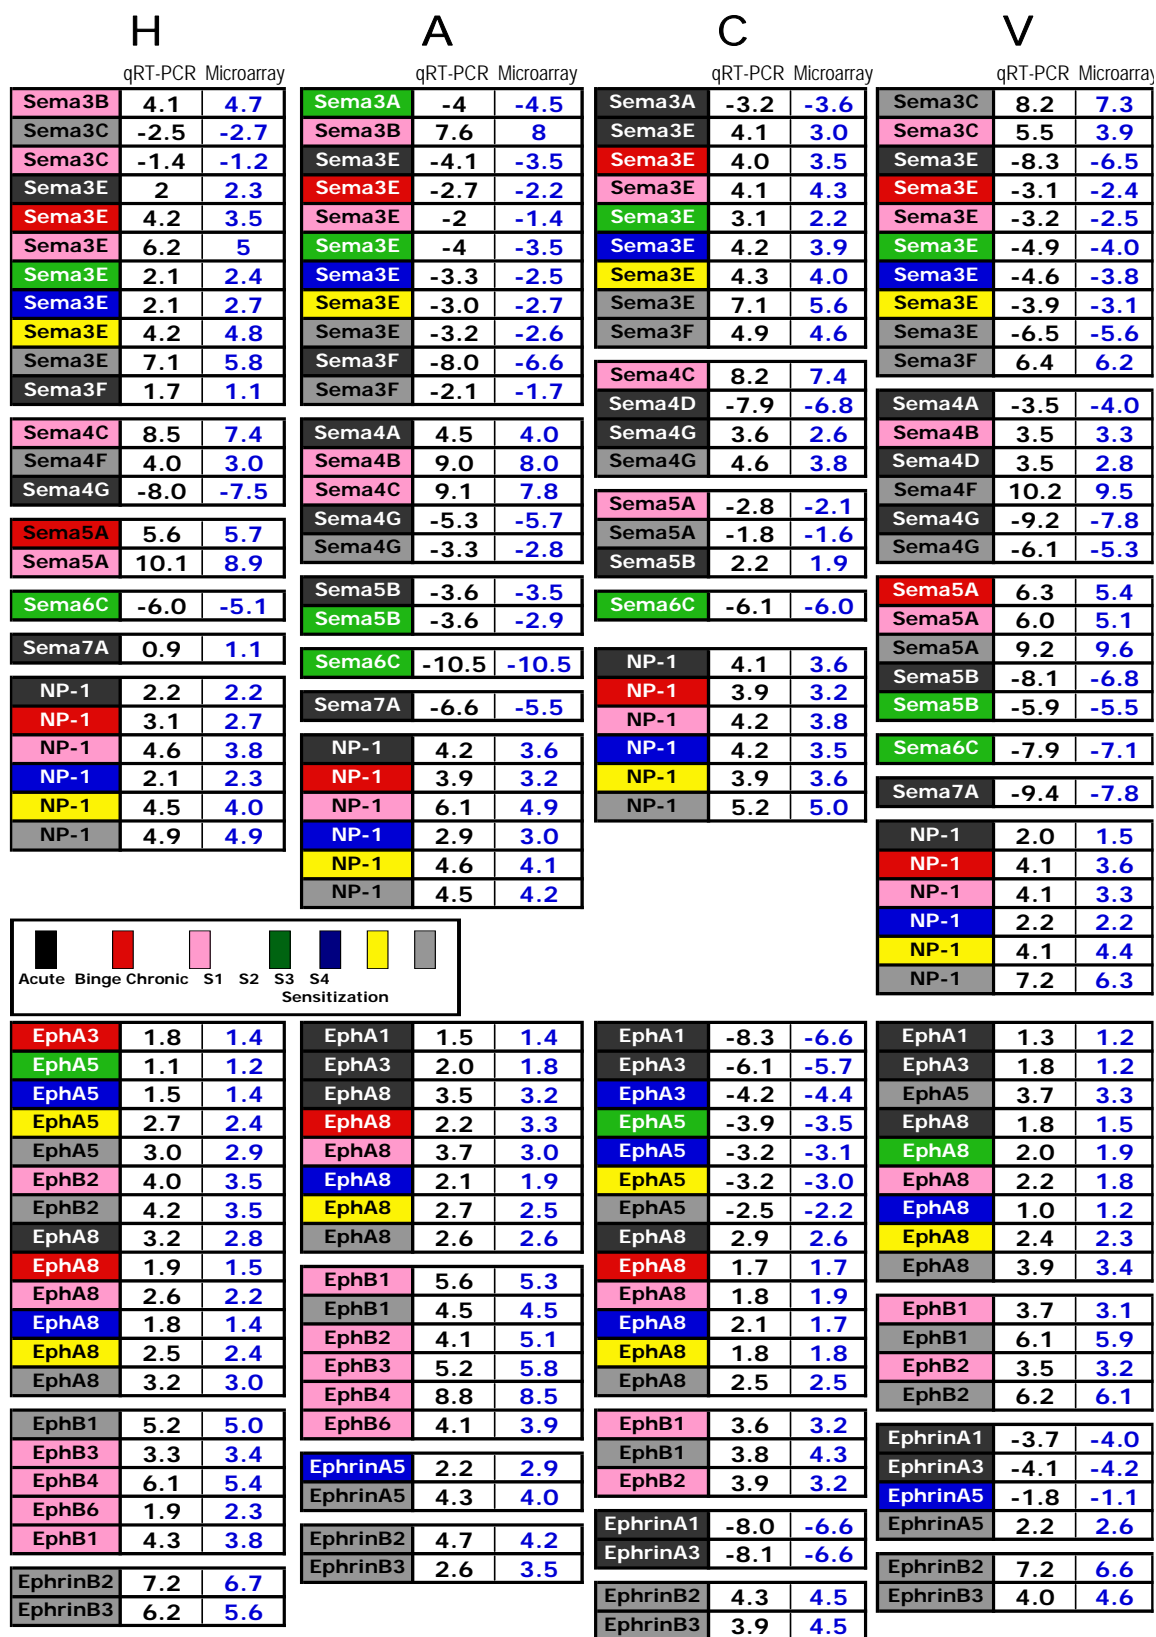 H
qRT-PCR Microarray
Sema3B 4.1 4.7
Sema3C -2.5 -2.7
Sema3C -1.4 -1.2
Sema3E 2 2.3
Sema3E 4.2 3.5
Sema3E 6.2 5
Sema3E 2.1 2.4
Sema3E 2.1 2.7
Sema3E 4.2 4.8
Sema3E 7.1 5.8
Sema3F 1.7 1.1
Sema4C 8.5 7.4
Sema4F 4.0 3.0
Sema4G -8.0 -7.5
Sema5A 5.6 5.7
Sema5A 10.1 8.9
Sema6C -6.0 -5.1
Sema7A 0.9 1.1
NP-1 2.2 2.2
NP-1 3.1 2.7
NP-1 4.6 3.8
NP-1 2.1 2.3
NP-1 4.5 4.0
NP-1 4.9 4.9
A
qRT-PCR Microarray
Sema3A -4 -4.5
Sema3B 7.6 8
Sema3E -4.1 -3.5
Sema3E -2.7 -2.2
Sema3E -2 -1.4
Sema3E -4 -3.5
Sema3E -3.3 -2.5
Sema3E -3.0 -2.7
Sema3E -3.2 -2.6
Sema3F -8.0 -6.6
Sema3F -2.1 -1.7
Sema4A 4.5 4.0
Sema4B 9.0 8.0
Sema4C 9.1 7.8
Sema4G -5.3 -5.7
Sema4G -3.3 -2.8
Sema5B -3.6 -3.5
Sema5B -3.6 -2.9
Sema6C -10.5 -10.5
Sema7A -6.6 -5.5
NP-1 4.2 3.6
NP-1 3.9 3.2
NP-1 6.1 4.9
NP-1 2.9 3.0
NP-1 4.6 4.1
NP-1 4.5 4.2
C
qRT-PCR Microarray
Sema3A -3.2 -3.6
Sema3E 4.1 3.0
Sema3E 4.0 3.5
Sema3E 4.1 4.3
Sema3E 3.1 2.2
Sema3E 4.2 3.9
Sema3E 4.3 4.0
Sema3E 7.1 5.6
Sema3F 4.9 4.6
Sema4C 8.2 7.4
Sema4D -7.9 -6.8
Sema4G 3.6 2.6
Sema4G 4.6 3.8
Sema5A -2.8 -2.1
Sema5A -1.8 -1.6
Sema5B 2.2 1.9
Sema6C -6.1 -6.0
NP-1 4.1 3.6
NP-1 3.9 3.2
NP-1 4.2 3.8
NP-1 4.2 3.5
NP-1 3.9 3.6
NP-1 5.2 5.0
V
qRT-PCR Microarray
Sema3C 8.2 7.3
Sema3C 5.5 3.9
Sema3E -8.3 -6.5
Sema3E -3.1 -2.4
Sema3E -3.2 -2.5
Sema3E -4.9 -4.0
Sema3E -4.6 -3.8
Sema3E -3.9 -3.1
Sema3E -6.5 -5.6
Sema3F 6.4 6.2
Sema4A -3.5 -4.0
Sema4B 3.5 3.3
Sema4D 3.5 2.8
Sema4F 10.2 9.5
Sema4G -9.2 -7.8
Sema4G -6.1 -5.3
Sema5A 6.3 5.4
Sema5A 6.0 5.1
Sema5A 9.2 9.6
Sema5B -8.1 -6.8
Sema5B -5.9 -5.5
Sema6C -7.9 -7.1
Sema7A -9.4 -7.8
NP-1 2.0 1.5
NP-1 4.1 3.6
NP-1 4.1 3.3
NP-1 2.2 2.2
NP-1 4.1 4.4
NP-1 7.2 6.3
Acute Binge Chronic S1 S2 S3 S4
Sensitization
EphA3 1.8 1.4
EphA5 1.1 1.2
EphA5 1.5 1.4
EphA5 2.7 2.4
EphA5 3.0 2.9
EphB2 4.0 3.5
EphB2 4.2 3.5
EphA8 3.2 2.8
EphA8 1.9 1.5
EphA8 2.6 2.2
EphA8 1.8 1.4
EphA8 2.5 2.4
EphA8 3.2 3.0
EphB1 5.2 5.0
EphB3 3.3 3.4
EphB4 6.1 5.4
EphB6 1.9 2.3
EphB1 4.3 3.8
EphrinB2 7.2 6.7
EphrinB3 6.2 5.6
EphA1 1.5 1.4
EphA3 2.0 1.8
EphA8 3.5 3.2
EphA8 2.2 3.3
EphA8 3.7 3.0
EphA8 2.1 1.9
EphA8 2.7 2.5
EphA8 2.6 2.6
EphB1 5.6 5.3
EphB1 4.5 4.5
EphB2 4.1 5.1
EphB3 5.2 5.8
EphB4 8.8 8.5
EphB6 4.1 3.9
EphrinA5 2.2 2.9
EphrinA5 4.3 4.0
EphrinB2 4.7 4.2
EphrinB3 2.6 3.5
EphA1 -8.3 -6.6
EphA3 -6.1 -5.7
EphA3 -4.2 -4.4
EphA5 -3.9 -3.5
EphA5 -3.2 -3.1
EphA5 -3.2 -3.0
EphA5 -2.5 -2.2
EphA8 2.9 2.6
EphA8 1.7 1.7
EphA8 1.8 1.9
EphA8 2.1 1.7
EphA8 1.8 1.8
EphA8 2.5 2.5
EphB1 3.6 3.2
EphB1 3.8 4.3
EphB2 3.9 3.2
EphrinA1 -8.0 -6.6
EphrinA3 -8.1 -6.6
EphrinB2 4.3 4.5
EphrinB3 3.9 4.5
EphA1 1.3 1.2
EphA3 1.8 1.2
EphA5 3.7 3.3
EphA8 1.8 1.5
EphA8 2.0 1.9
EphA8 2.2 1.8
EphA8 1.0 1.2
EphA8 2.4 2.3
EphA8 3.9 3.4
EphB1 3.7 3.1
EphB1 6.1 5.9
EphB2 3.5 3.2
EphB2 6.2 6.1
EphrinA1 -3.7 -4.0
EphrinA3 -4.1 -4.2
EphrinA5 -1.8 -1.1
EphrinA5 2.2 2.6
EphrinB2 7.2 6.6
EphrinB3 4.0 4.6